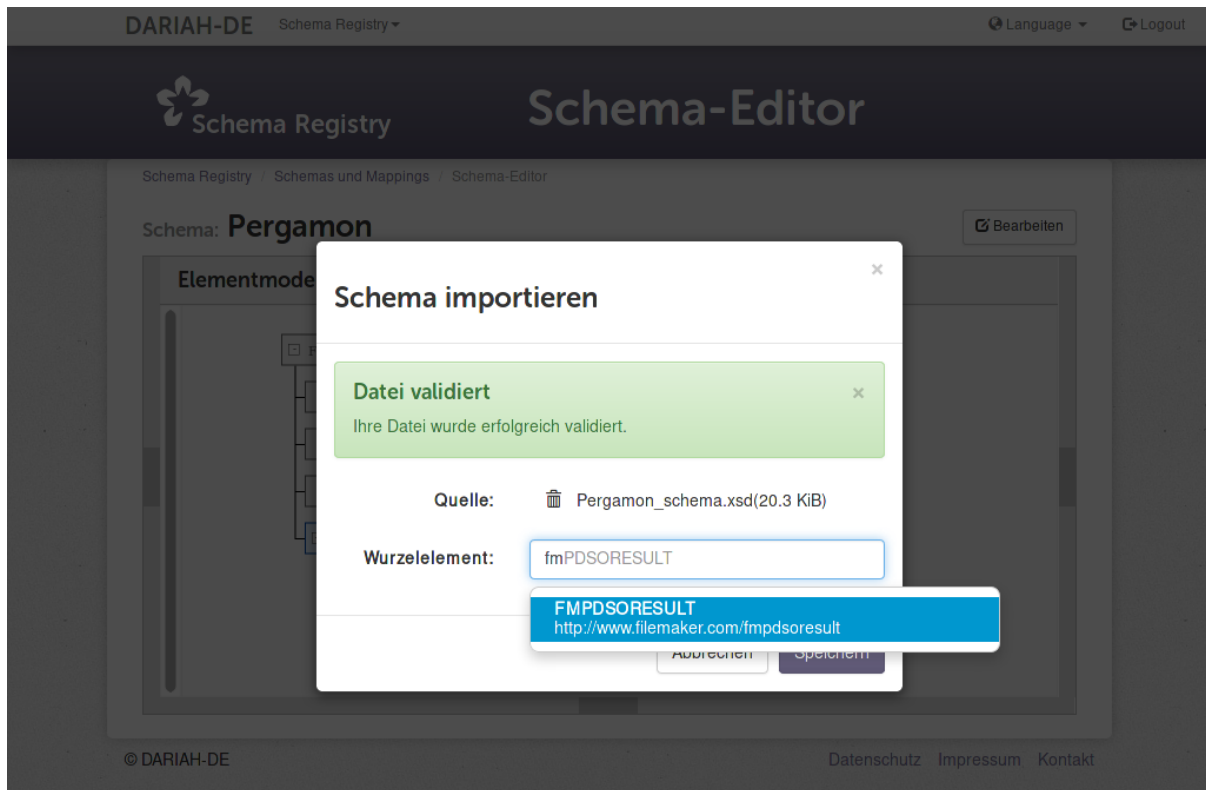 DARIAH-DE Schema Registry Language Logout
Schema Registry Schema-Editor
Schema Registry / Schemas und Mappings / Schema-Editor
Schema: Pergamon Bearbeiten
Elementmode
Schema importieren ×
Datei validiert ×
Ihre Datei wurde erfolgreich validiert.
Quelle: Pergamon_schema.xsd(20.3 KiB)
Wurzelelement: fmPDSORESULT
FMPDSORESULT
http://www.filemaker.com/fmpdsoresult
Abbrechen Speichern
© DARIAH-DE Datenschutz Impressum Kontakt